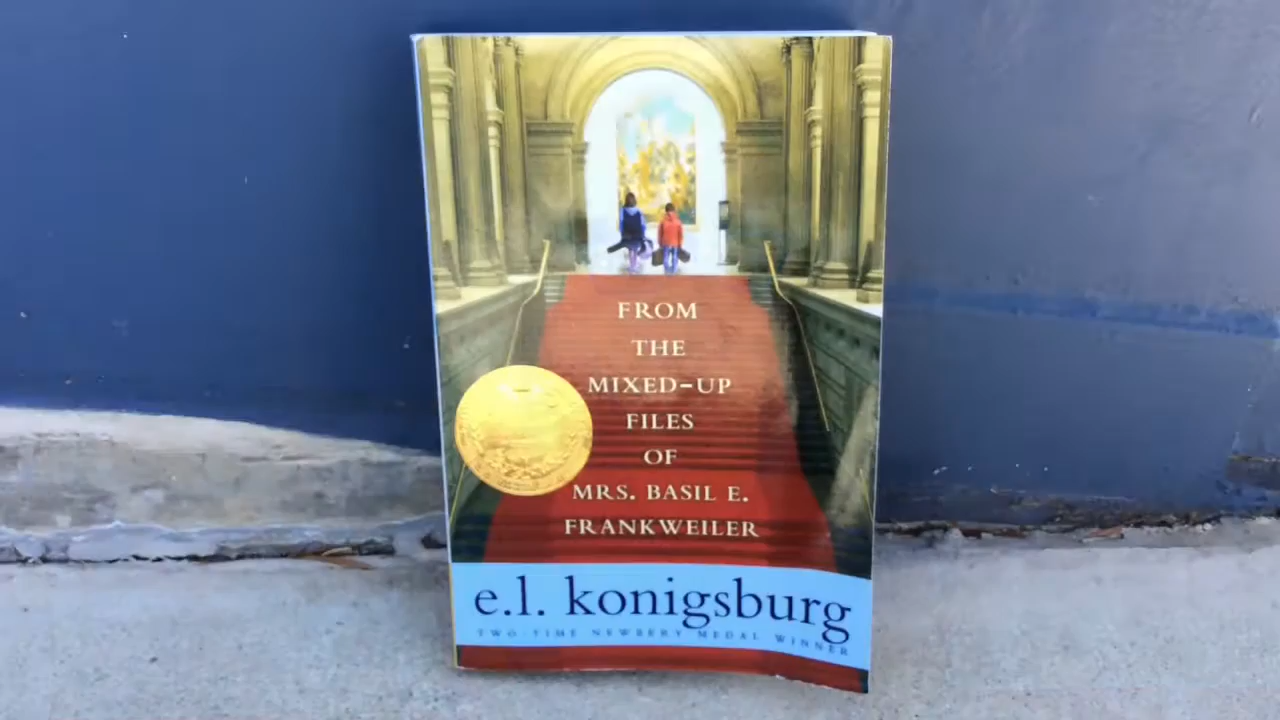 FROM
THE
MIXED-UP
FILES
OF
MRS. BASIL E.
FRANKWEILER
e.l. konigsburg
TWO-TIME NEWBERY MEDAL WINNER